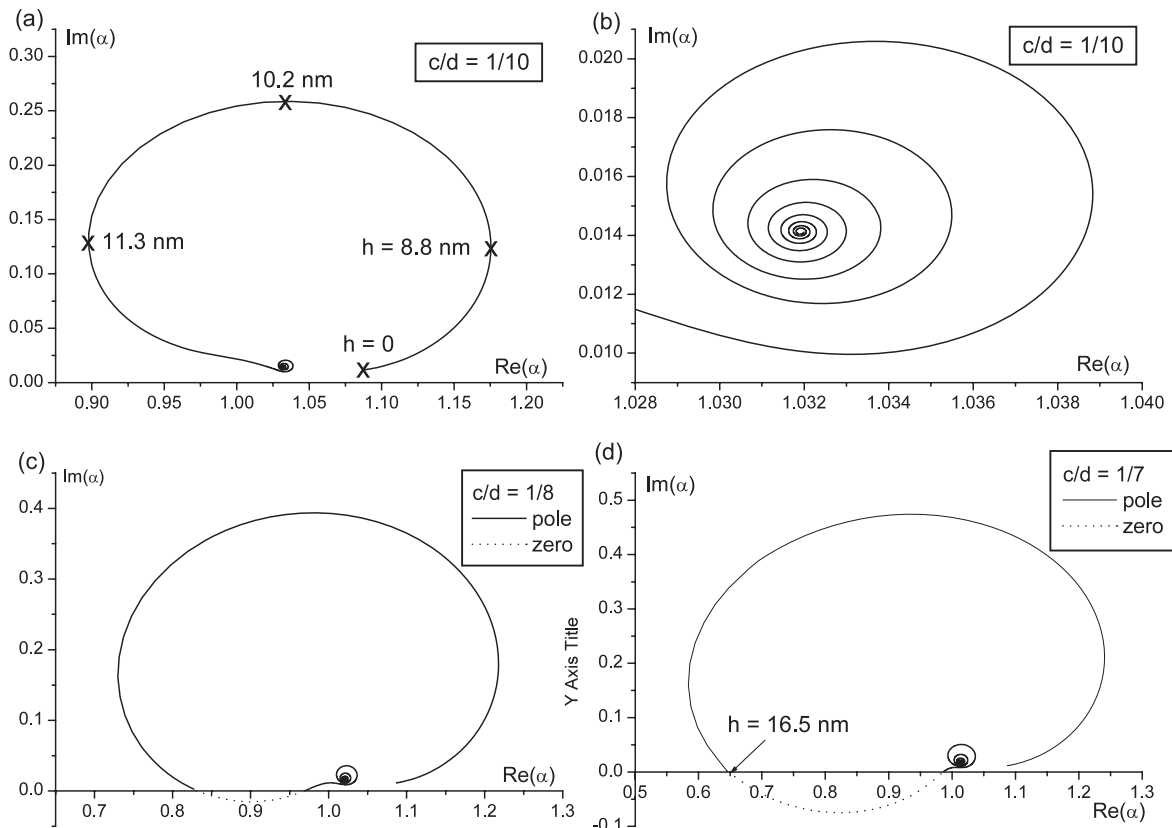 (a)
Im(α)
c/d = 1/10
0.30
0.25
0.20
0.15
0.10
0.05
0.00
10.2 nm
X
X 11.3 nm
h = 8.8 nm X
h = 0
X
Re(α)
0.90 0.95 1.00 1.05 1.10 1.15 1.20
(b)
Im(α)
c/d = 1/10
0.020
0.018
0.016
0.014
0.012
0.010
Re(α)
1.028 1.030 1.032 1.034 1.036 1.038 1.040
(c)
Im(α)
c/d = 1/8
pole
zero
0.4
0.3
0.2
0.1
0.0
Re(α)
0.7 0.8 0.9 1.0 1.1 1.2 1.3
(d)
Im(α)
c/d = 1/7
pole
zero
Y Axis Title
0.5
0.4
0.3
0.2
0.1
0.0
-0.1
h = 16.5 nm
0.5 0.6 0.7 0.8 0.9 1.0 1.1 1.2 1.3
Re(α)